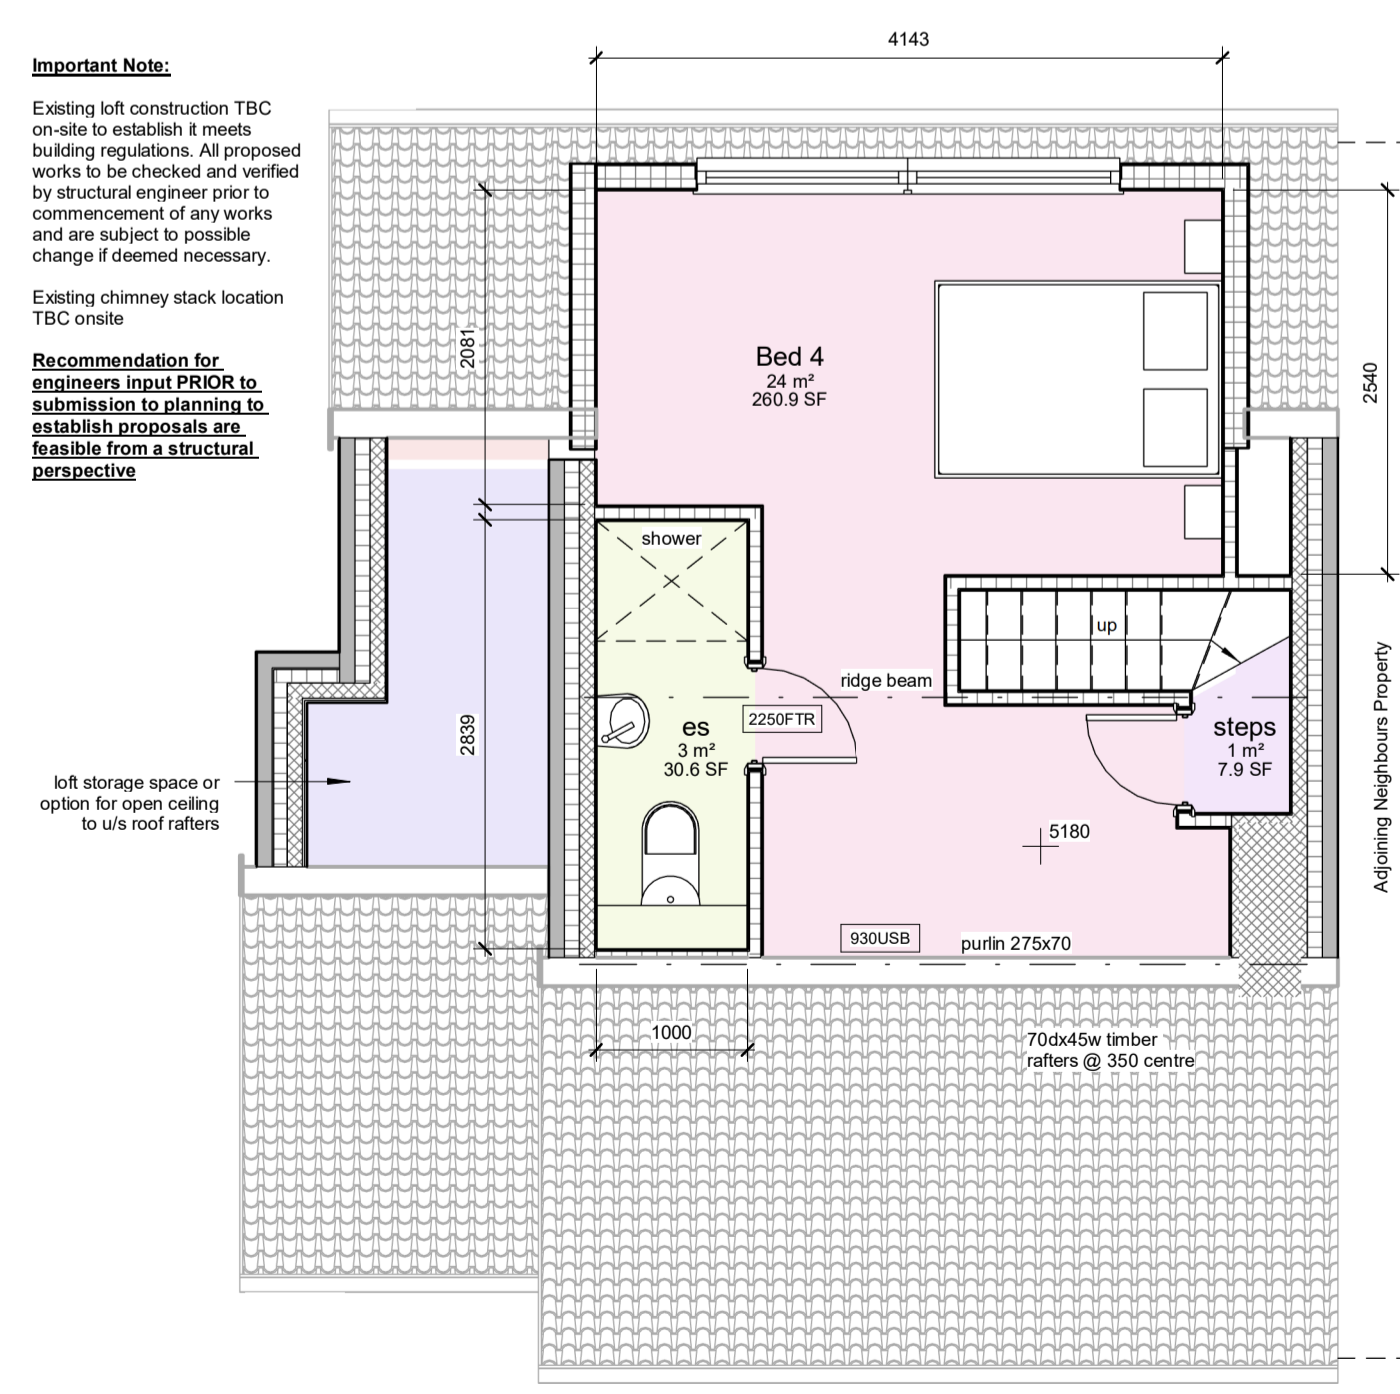 4143
Important Note:
Existing loft construction TBC
on-site to establish it meets
building regulations. All proposed
works to be checked and verified
by structural engineer prior to
commencement of any works
and are subject to possible
change if deemed necessary.
Existing chimney stack location
TBC onsite
Recommendation for
engineers input PRIOR to
submission to planning to
establish proposals are
feasible from a structural
perspective
2081
Bed 4
24 m²
260.9 SF
2540
shower
up
ridge beam
2250FTR
es
3 m²
30.6 SF
steps
1 m²
7.9 SF
2839
Adjoining Neighbours Property
loft storage space or
option for open ceiling
to u/s roof rafters
5180
930USB
purlin 275x70
1000
70dx45w timber
rafters @ 350 centre